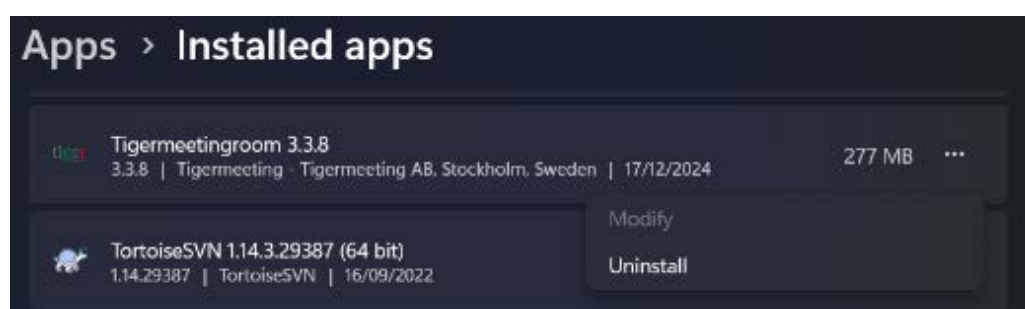 Apps > Installed apps
Tigermeetingroom 3.3.8
3.3.8 | Tigermeeting - Tigermeeting AB, Stockholm, Sweden | 17/12/2024
277 MB
Modify
Uninstall
TortoiseSVN 1.14.3.29387 (64 bit)
1.14.29387 | TortoiseSVN | 16/09/2022